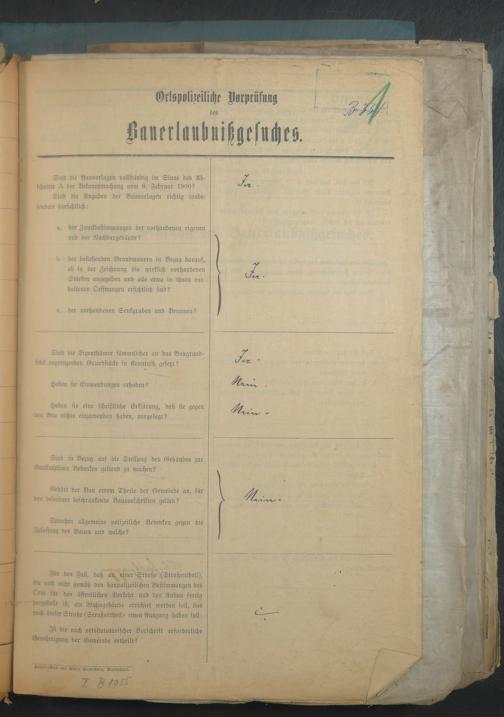 Ortspolizeiliche Vorprüfung
des
Bauerlaubnißgesuches.
Sind die Bauvorlagen vollständig im Sinne des Ab-
schnitts A der Bekanntmachung vom 9. Februar 1900?
Ja.
Sind die Angaben der Bauvorlagen richtig insbe-
sondere hinsichtlich:
a. der Zweckbestimmungen der vorhandenen eigenen
und der Nachbargebäude?
b. der bestehenden Brandmauern in Bezug darauf,
ob in der Zeichnung die wirklich vorhandenen
Stärken angegeben und alle etwa in ihnen ent-
haltenen Oeffnungen ersichtlich sind?
Ja.
c. der vorhandenen Senkgruben und Brunnen?
Sind die Eigenthümer sämmtlicher an das Baugrund-
stück angrenzenden Grundstücke in Kenntniß gesetzt?
Ja.
Haben sie Einwendungen erhoben?
Nein.
Haben sie eine schriftliche Erklärung, daß sie gegen
den Bau nichts einzuwenden haben, ausgelegt?
Nein.
Sind in Bezug auf die Stellung des Gebäudes zur
Bedenken geltend zu machen?
Gehört der Bau einem Theile der Gemeinde an, für
den besondere beschränkende Bauvorschriften gelten?
Nein.
Bestehen allgemeine polizeiliche Bedenken gegen die
Zulassung des Baues und welche?
Für den Fall, daß an einer Straße (Straßentheil),
die noch nicht gemäß den baupolizeilichen Bestimmungen des
Orts für den öffentlichen Verkehr und den Anbau fertig
hergestellt ist, ein Wohngebäude errichtet werden soll, das
nach dieser Straße (Straßentheil) einen Ausgang haben soll:
Ist die nach ortsstatutarischer Vorschrift erforderliche
Genehmigung der Gemeinde ertheilt?